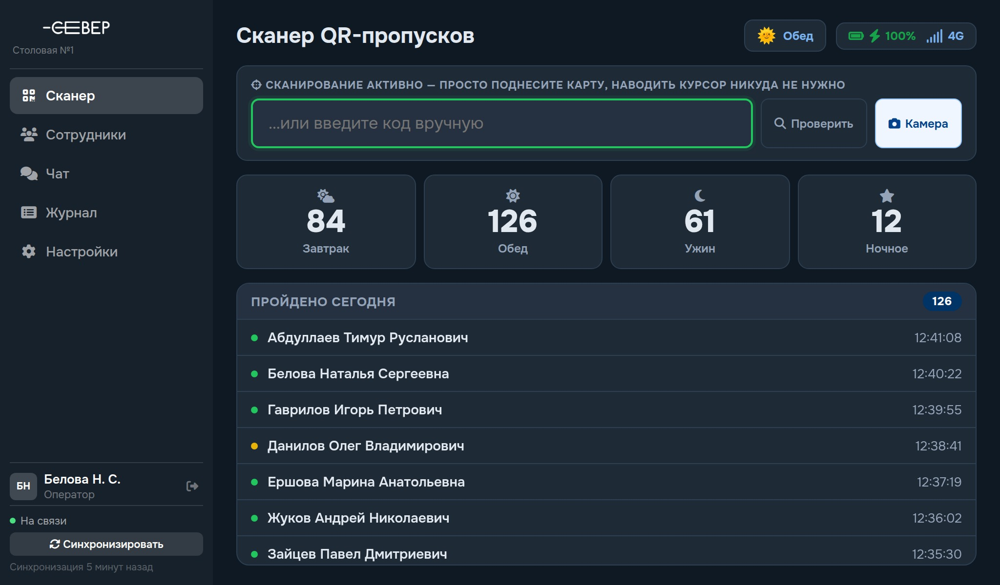 СЕВЕР
Столовая №1
Сканер
Сотрудники
Чат
Журнал
Настройки
БН
Белова Н. С.
Оператор
На связи
Синхронизировать
Синхронизация 5 минут назад
Сканер QR-пропусков
Обед
100%
4G
СКАНИРОВАНИЕ АКТИВНО — ПРОСТО ПОДНЕСИТЕ КАРТУ, НАВОДИТЬ КУРСОР НИКУДА НЕ НУЖНО
...или введите код вручную
Проверить
Камера
84
Завтрак
126
Обед
61
Ужин
12
Ночное
ПРОЙДЕНО СЕГОДНЯ 126
Абдуллаев Тимур Русланович 12:41:08
Белова Наталья Сергеевна 12:40:22
Гаврилов Игорь Петрович 12:39:55
Данилов Олег Владимирович 12:38:41
Ершова Марина Анатольевна 12:37:19
Жуков Андрей Николаевич 12:36:02
Зайцев Павел Дмитриевич 12:35:30